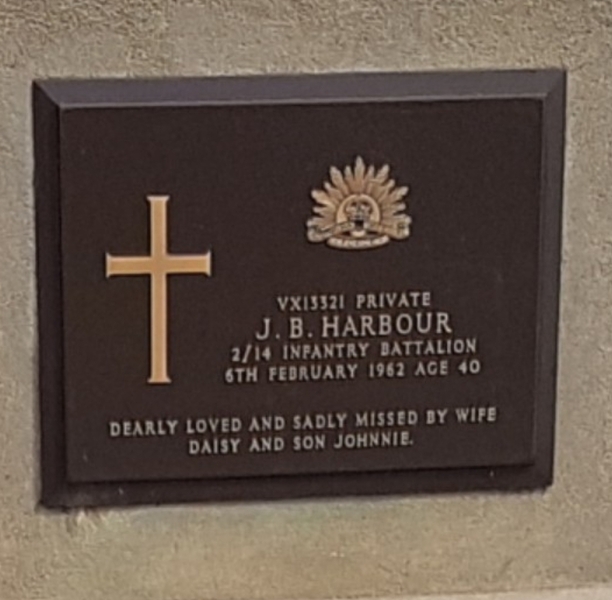 VX13321 PRIVATE
J. B. HARBOUR
2/14 INFANTRY BATTALION
6TH FEBRUARY 1962 AGE 40
DEARLY LOVED AND SADLY MISSED BY WIFE
DAISY AND SON JOHNNIE.